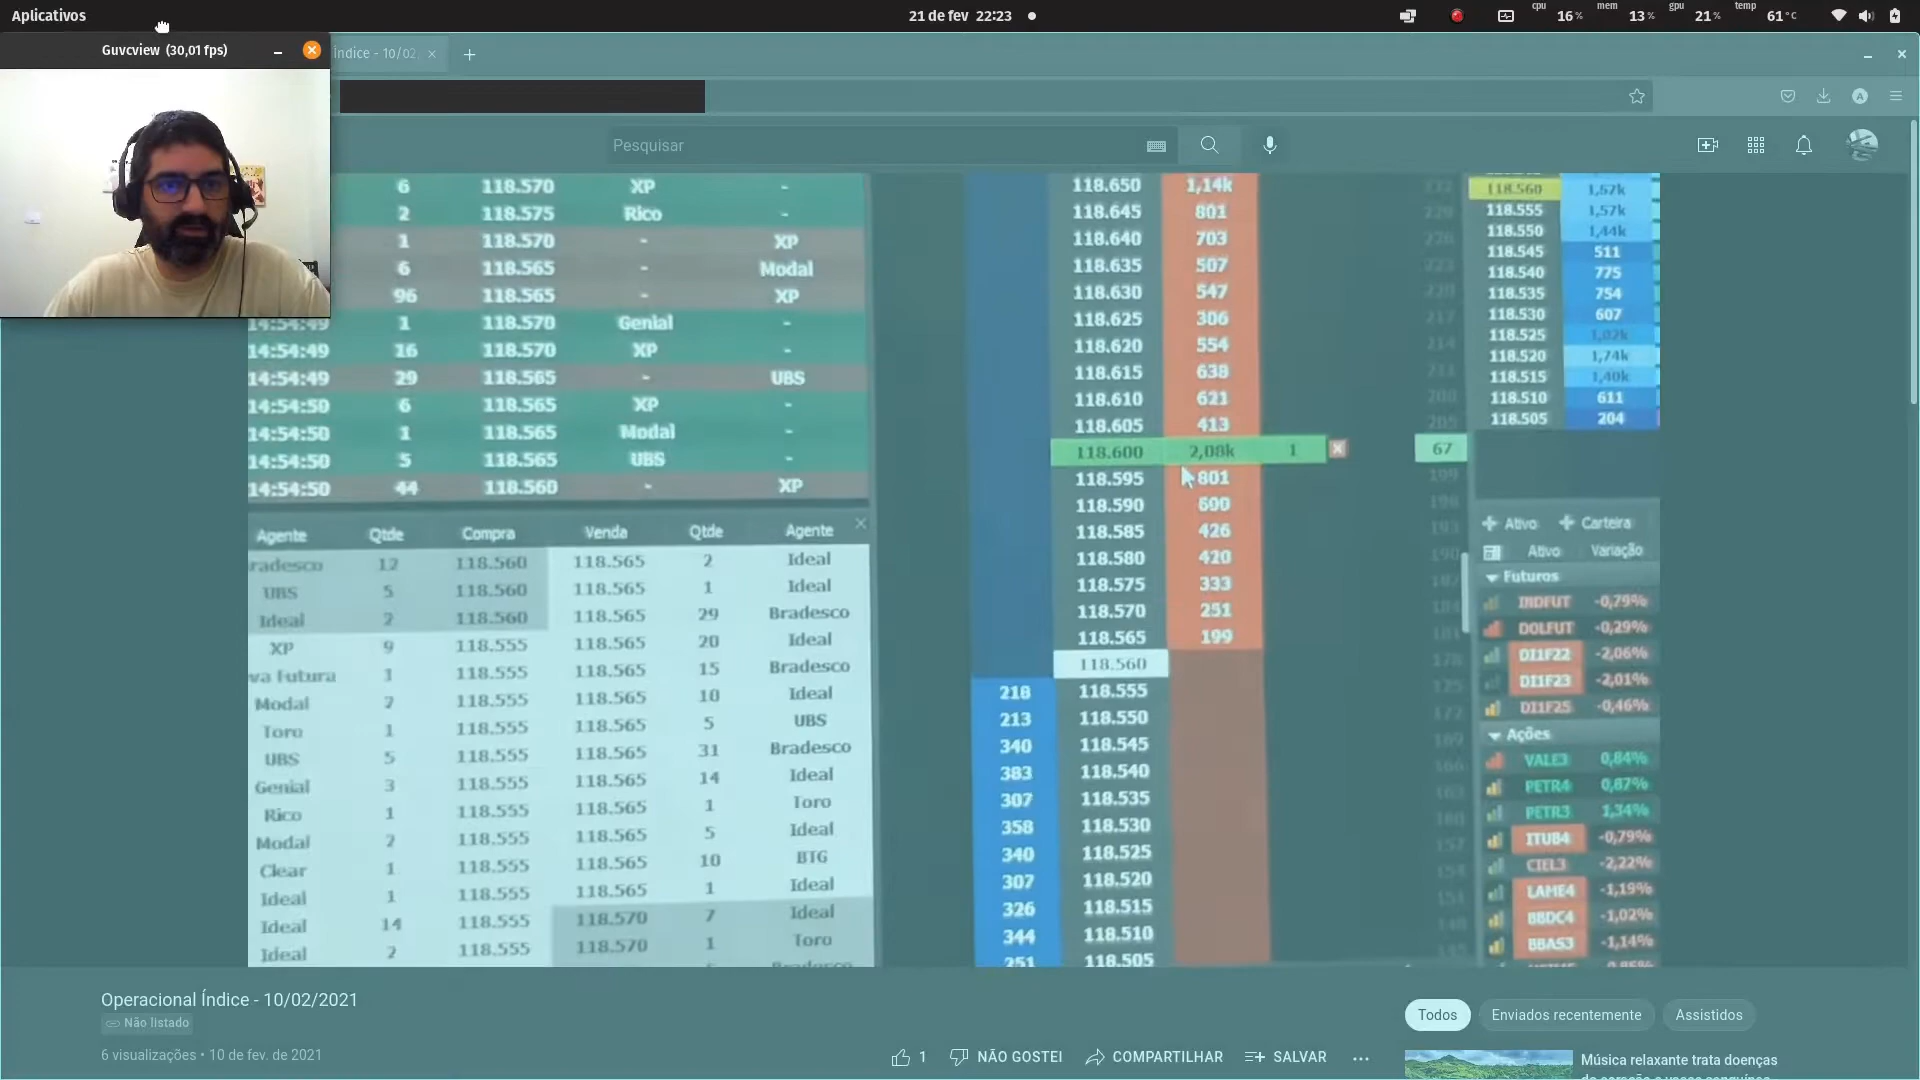 Aplicativos
21 de fev 22:23
cpu 16% mem 13% gpu 21% temp 61°C
Guvcview (30,01 fps)
Índice - 10/02
Pesquisar
6 118.570 XP -
2 118.575 Rico -
1 118.570 - XP
6 118.565 - Modal
96 118.565 - XP
14:54:49 1 118.570 Genial -
14:54:49 16 118.570 XP -
14:54:49 29 118.565 - UBS
14:54:50 6 118.565 XP -
14:54:50 1 118.565 Modal -
14:54:50 5 118.565 UBS -
14:54:50 44 118.560 - XP
Agente Qtde Compra Venda Qtde Agente
radesco 12 118.560 118.565 2 Ideal
UBS 5 118.560 118.565 1 Ideal
Ideal 2 118.560 118.565 29 Bradesco
XP 9 118.555 118.565 20 Ideal
va Futura 1 118.555 118.565 15 Bradesco
Modal 2 118.555 118.565 10 Ideal
Toro 1 118.555 118.565 5 UBS
UBS 5 118.555 118.565 31 Bradesco
Genial 3 118.555 118.565 14 Ideal
Rico 1 118.555 118.565 1 Toro
Modal 2 118.555 118.565 5 Ideal
Clear 1 118.555 118.565 10 BTG
Ideal 1 118.555 118.565 1 Ideal
Ideal 14 118.555 118.570 7 Ideal
Ideal 2 118.555 118.570 1 Toro
118.650 1,14k
118.645 801
118.640 703
118.635 507
118.630 547
118.625 306
118.620 554
118.615 638
118.610 621
118.605 413
118.600 2,08k 1
67
118.595 801
118.590 600
118.585 426
118.580 420
118.575 333
118.570 251
118.565 199
118.560
218 118.555
213 118.550
340 118.545
383 118.540
307 118.535
358 118.530
340 118.525
307 118.520
326 118.515
344 118.510
251 118.505
118.560 1,67k
118.555 1,57k
118.550 1,44k
118.545 511
118.540 775
118.535 754
118.530 607
118.525 1,02k
118.520 1,74k
118.515 1,40k
118.510 611
118.505 204
Ativo Carteira
Ativo Variação
Futuros
INDFUT -0,79%
DOLFUT -0,29%
DI1F22 -2,06%
DI1F23 -2,01%
DI1F25 -0,46%
Ações
VALE3 0,84%
PETR4 0,87%
PETR3 1,34%
ITUB4 -0,79%
CIEL3 -2,22%
LAME4 -1,19%
BBDC4 -1,02%
BBAS3 -1,14%
Operacional Índice - 10/02/2021
Não listado
6 visualizações • 10 de fev. de 2021
1 NÃO GOSTEI COMPARTILHAR SALVAR ...
Todos Enviados recentemente Assistidos
Música relaxante trata doenças